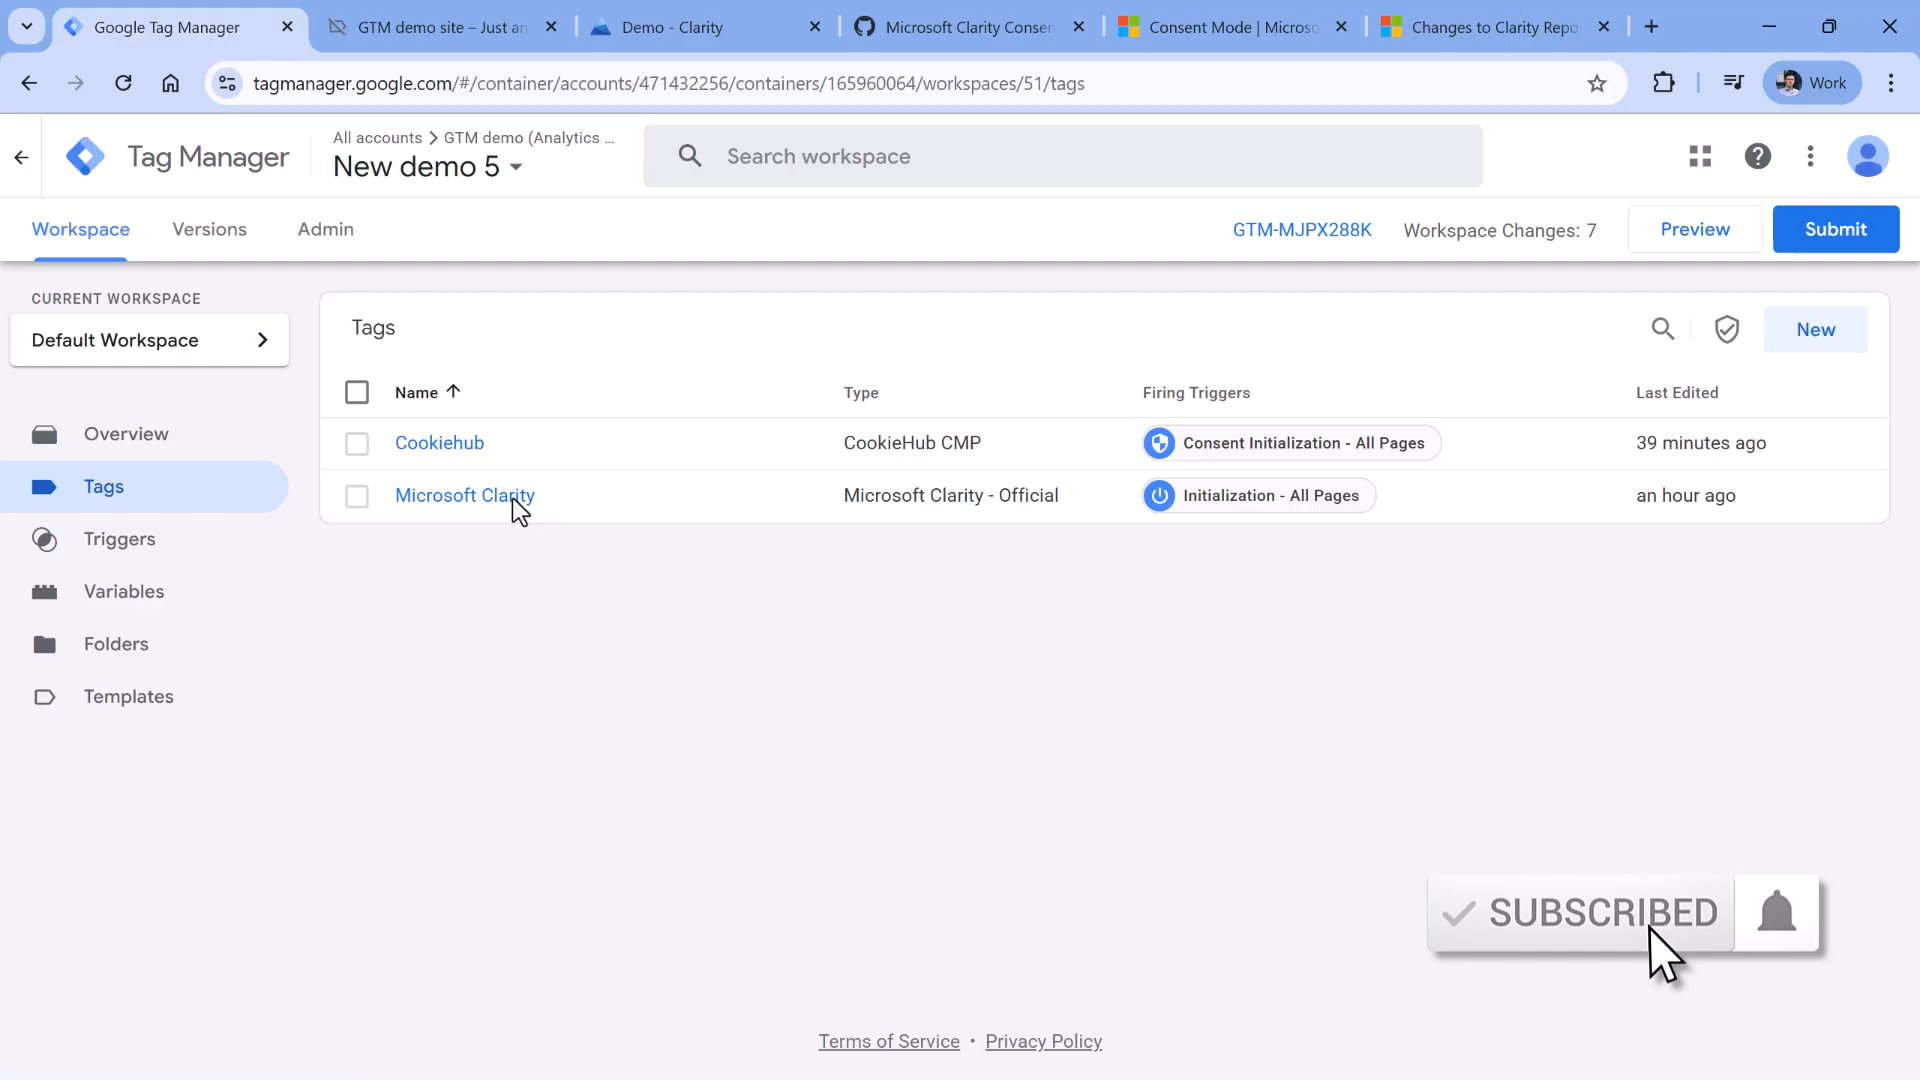 Google Tag Manager
GTM demo site – Just an
Demo - Clarity
Microsoft Clarity Consen
Consent Mode | Microso
Changes to Clarity Repo
tagmanager.google.com/#/container/accounts/471432256/containers/165960064/workspaces/51/tags
Work
Tag Manager
All accounts > GTM demo (Analytics ...
New demo 5
Search workspace
Workspace
Versions
Admin
GTM-MJPX288K
Workspace Changes: 7
Preview
Submit
CURRENT WORKSPACE
Default Workspace
Overview
Tags
Triggers
Variables
Folders
Templates
Tags
New
Name
Type
Firing Triggers
Last Edited
Cookiehub
CookieHub CMP
Consent Initialization - All Pages
39 minutes ago
Microsoft Clarity
Microsoft Clarity - Official
Initialization - All Pages
an hour ago
SUBSCRIBED
Terms of Service • Privacy Policy